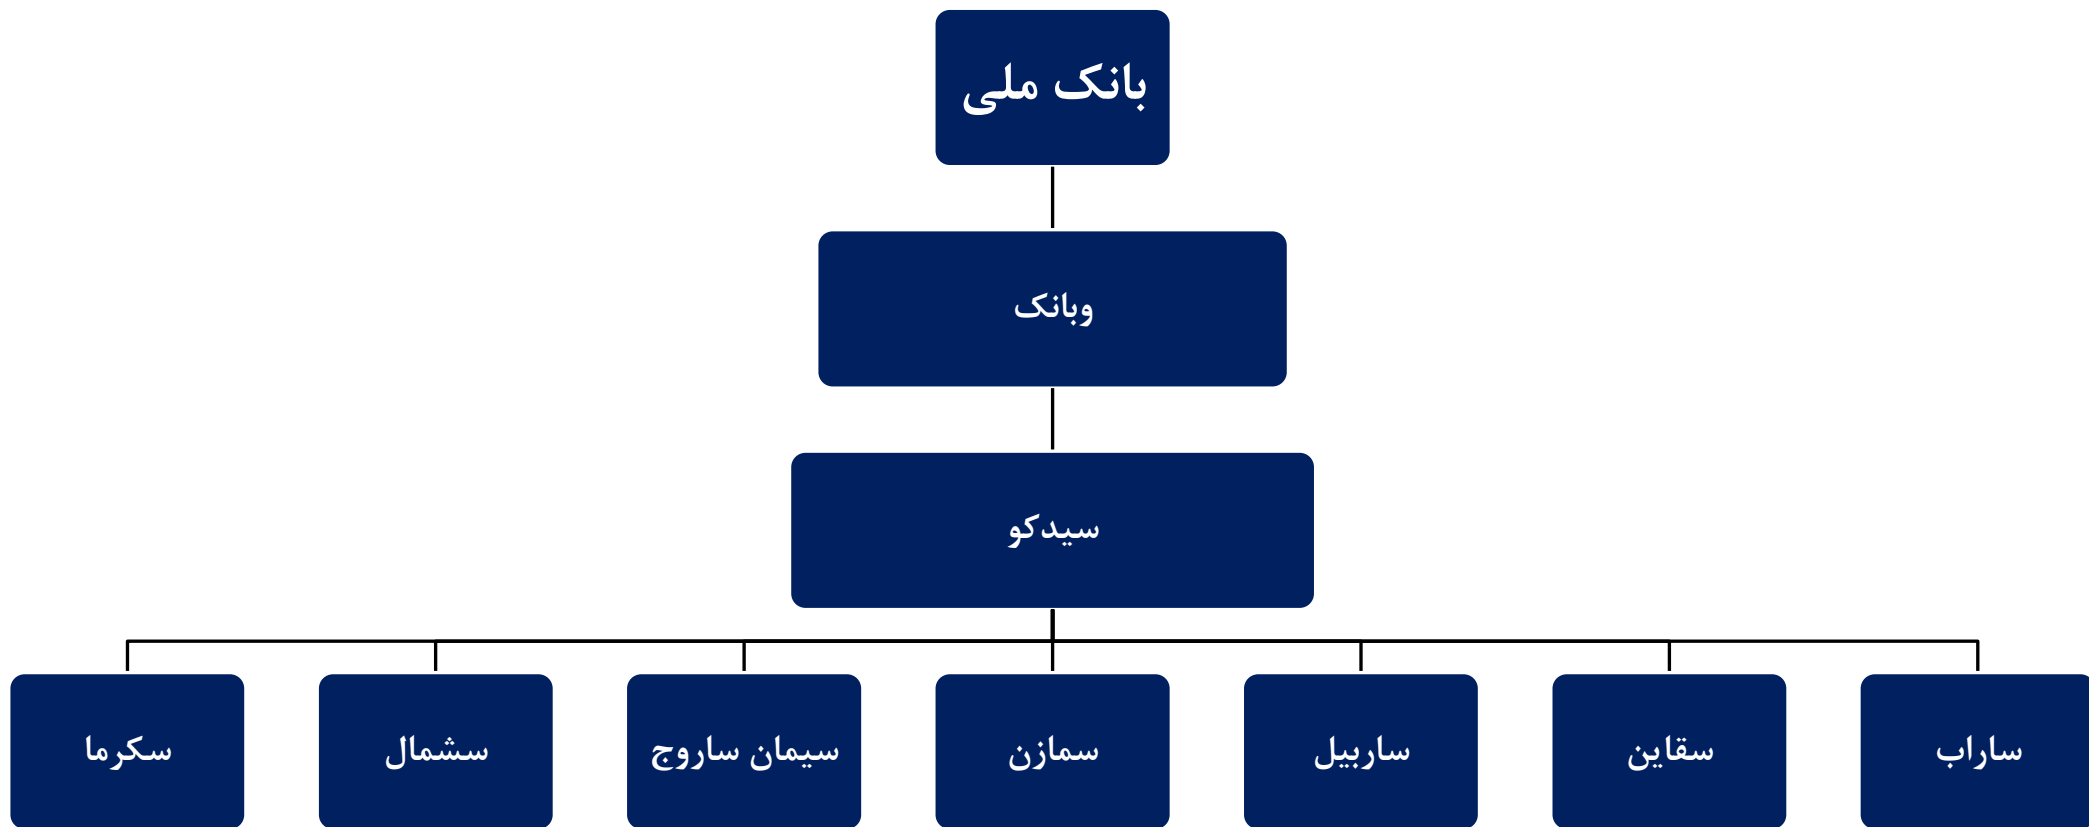 بانک ملی
وبانک
سیدکو
ساراب
سقاین
ساربیل
سمازن
سیمان ساروج
سشمال
سکرما